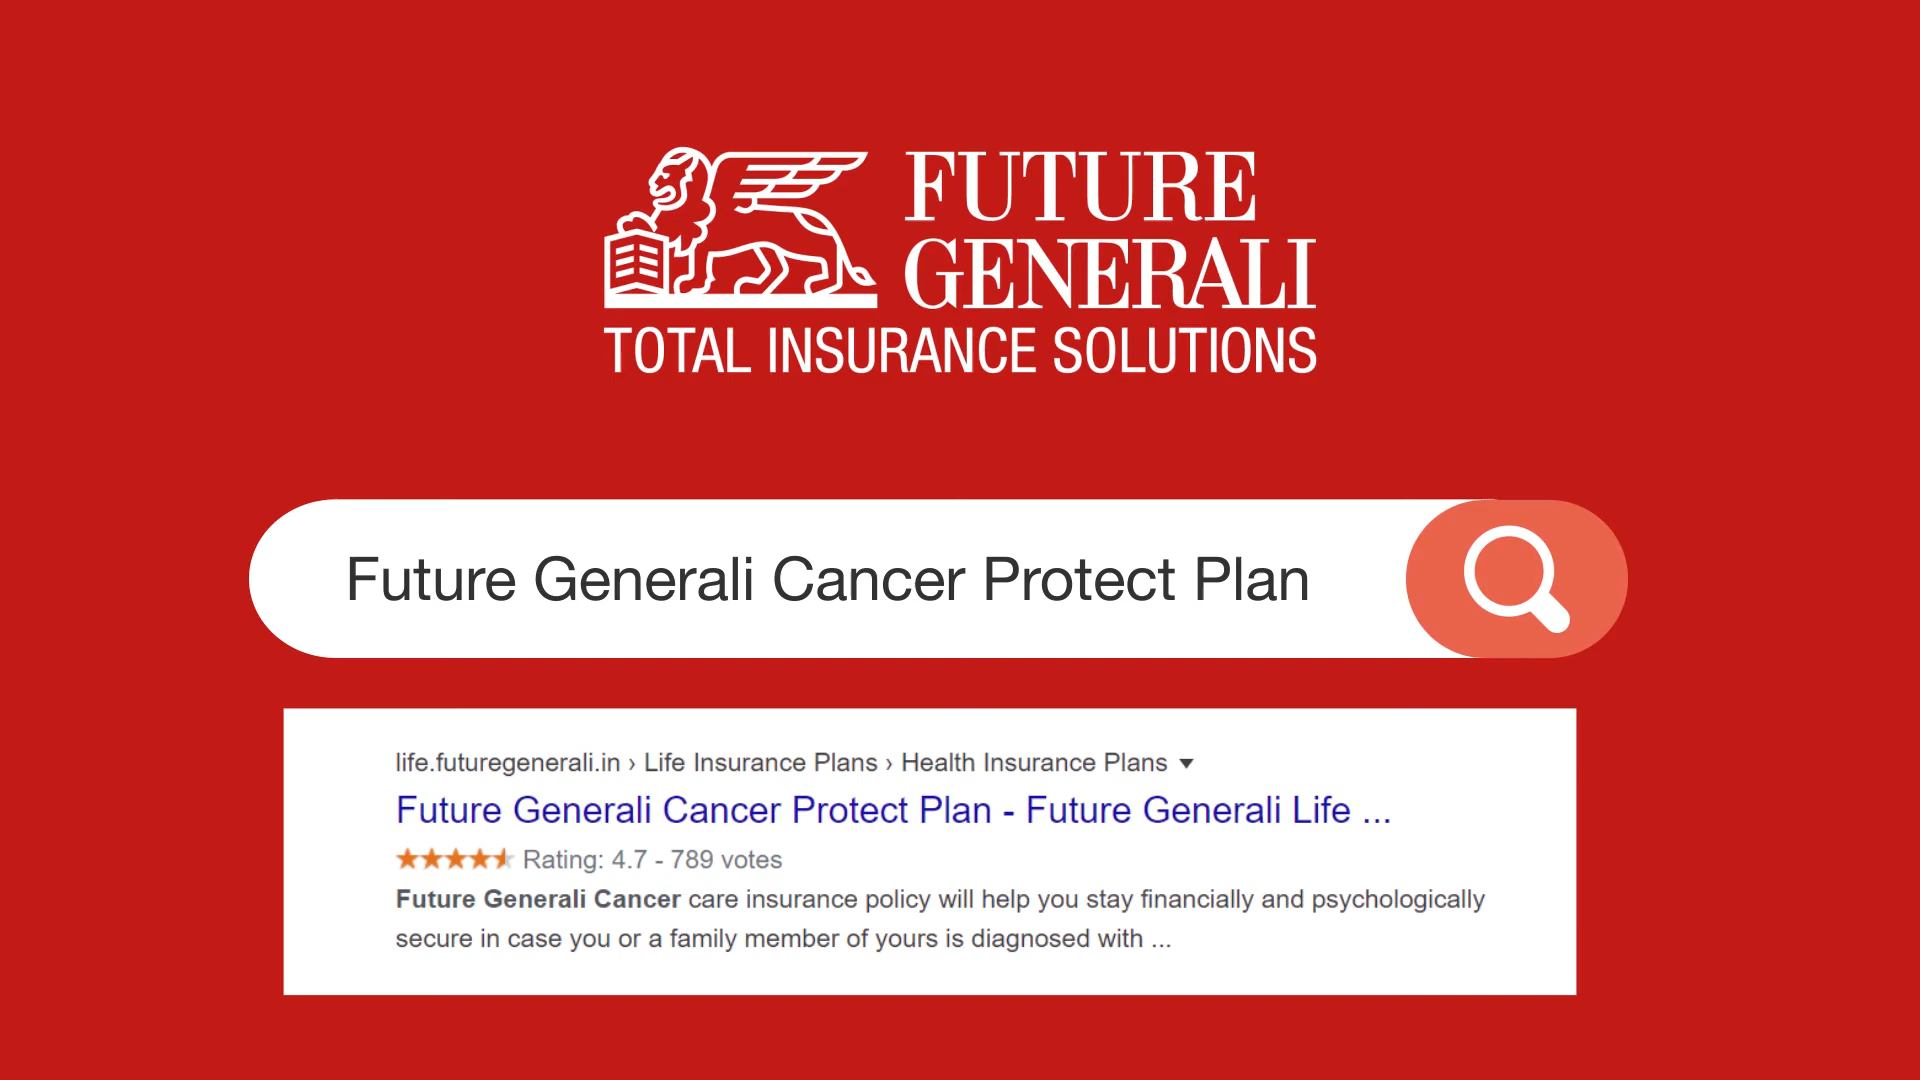 FUTURE
GENERALI
TOTAL INSURANCE SOLUTIONS
Future Generali Cancer Protect Plan
life.futuregenerali.in › Life Insurance Plans › Health Insurance Plans
Future Generali Cancer Protect Plan - Future Generali Life ...
Rating: 4.7 - 789 votes
Future Generali Cancer care insurance policy will help you stay financially and psychologically
secure in case you or a family member of yours is diagnosed with ...